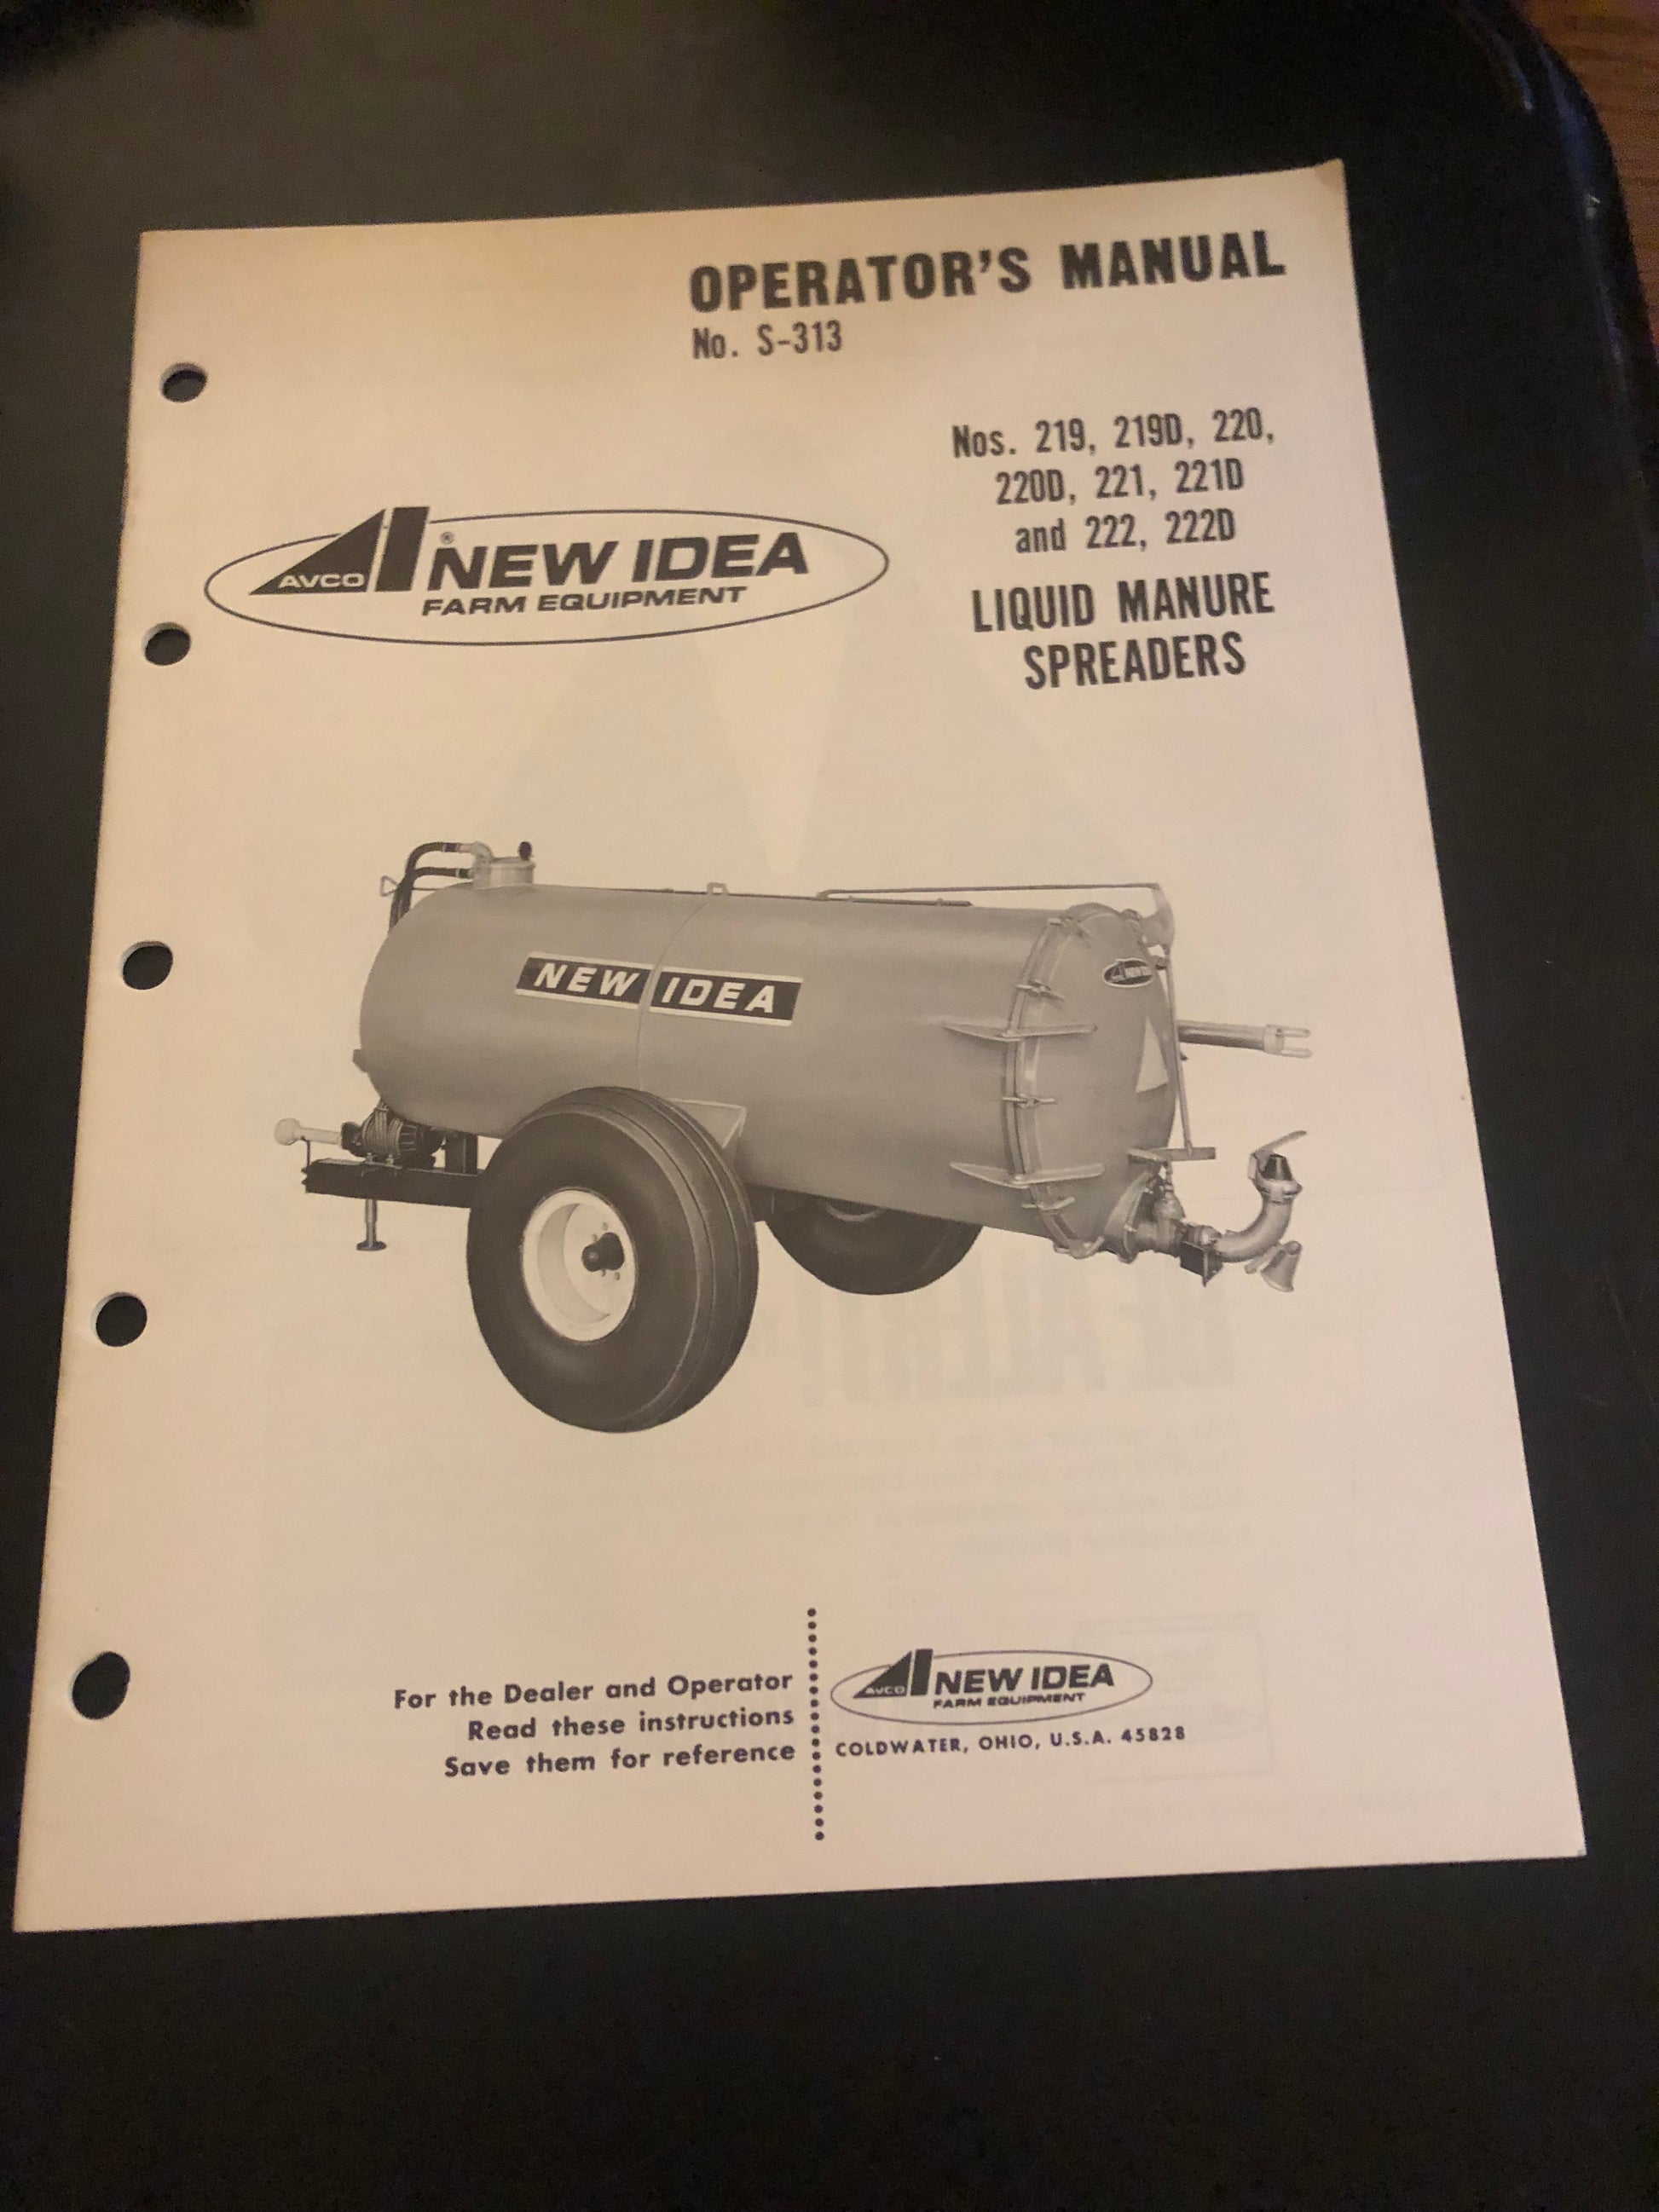 OPERATOR'S MANUAL
No. S-313
Nos. 219, 219D, 220,
220D, 221, 221D
and 222, 222D
LIQUID MANURE
SPREADERS
AVCO ® NEW IDEA
FARM EQUIPMENT
NEW IDEA
For the Dealer and Operator
Read these instructions
Save them for reference
AVCO NEW IDEA
FARM EQUIPMENT
COLDWATER, OHIO, U.S.A. 45828